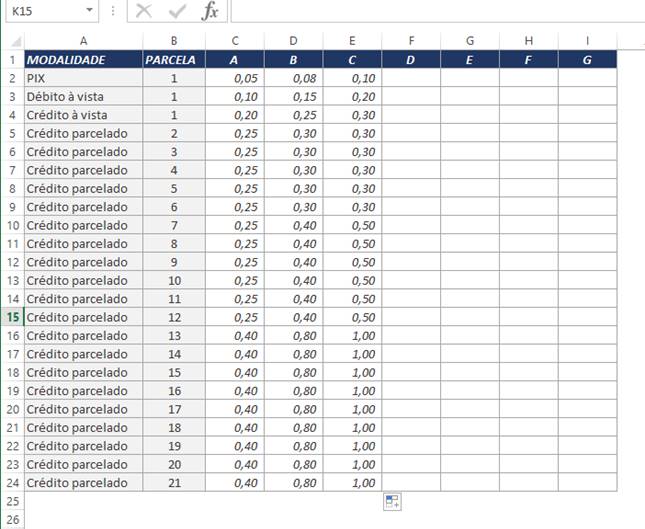 K15 fx
A B C D E F G H I
1 MODALIDADE PARCELA A B C D E F G
2 PIX 1 0,05 0,08 0,10
3 Débito à vista 1 0,10 0,15 0,20
4 Crédito à vista 1 0,20 0,25 0,30
5 Crédito parcelado 2 0,25 0,30 0,30
6 Crédito parcelado 3 0,25 0,30 0,30
7 Crédito parcelado 4 0,25 0,30 0,30
8 Crédito parcelado 5 0,25 0,30 0,30
9 Crédito parcelado 6 0,25 0,30 0,30
10 Crédito parcelado 7 0,25 0,40 0,50
11 Crédito parcelado 8 0,25 0,40 0,50
12 Crédito parcelado 9 0,25 0,40 0,50
13 Crédito parcelado 10 0,25 0,40 0,50
14 Crédito parcelado 11 0,25 0,40 0,50
15 Crédito parcelado 12 0,25 0,40 0,50
16 Crédito parcelado 13 0,40 0,80 1,00
17 Crédito parcelado 14 0,40 0,80 1,00
18 Crédito parcelado 15 0,40 0,80 1,00
19 Crédito parcelado 16 0,40 0,80 1,00
20 Crédito parcelado 17 0,40 0,80 1,00
21 Crédito parcelado 18 0,40 0,80 1,00
22 Crédito parcelado 19 0,40 0,80 1,00
23 Crédito parcelado 20 0,40 0,80 1,00
24 Crédito parcelado 21 0,40 0,80 1,00
25
26